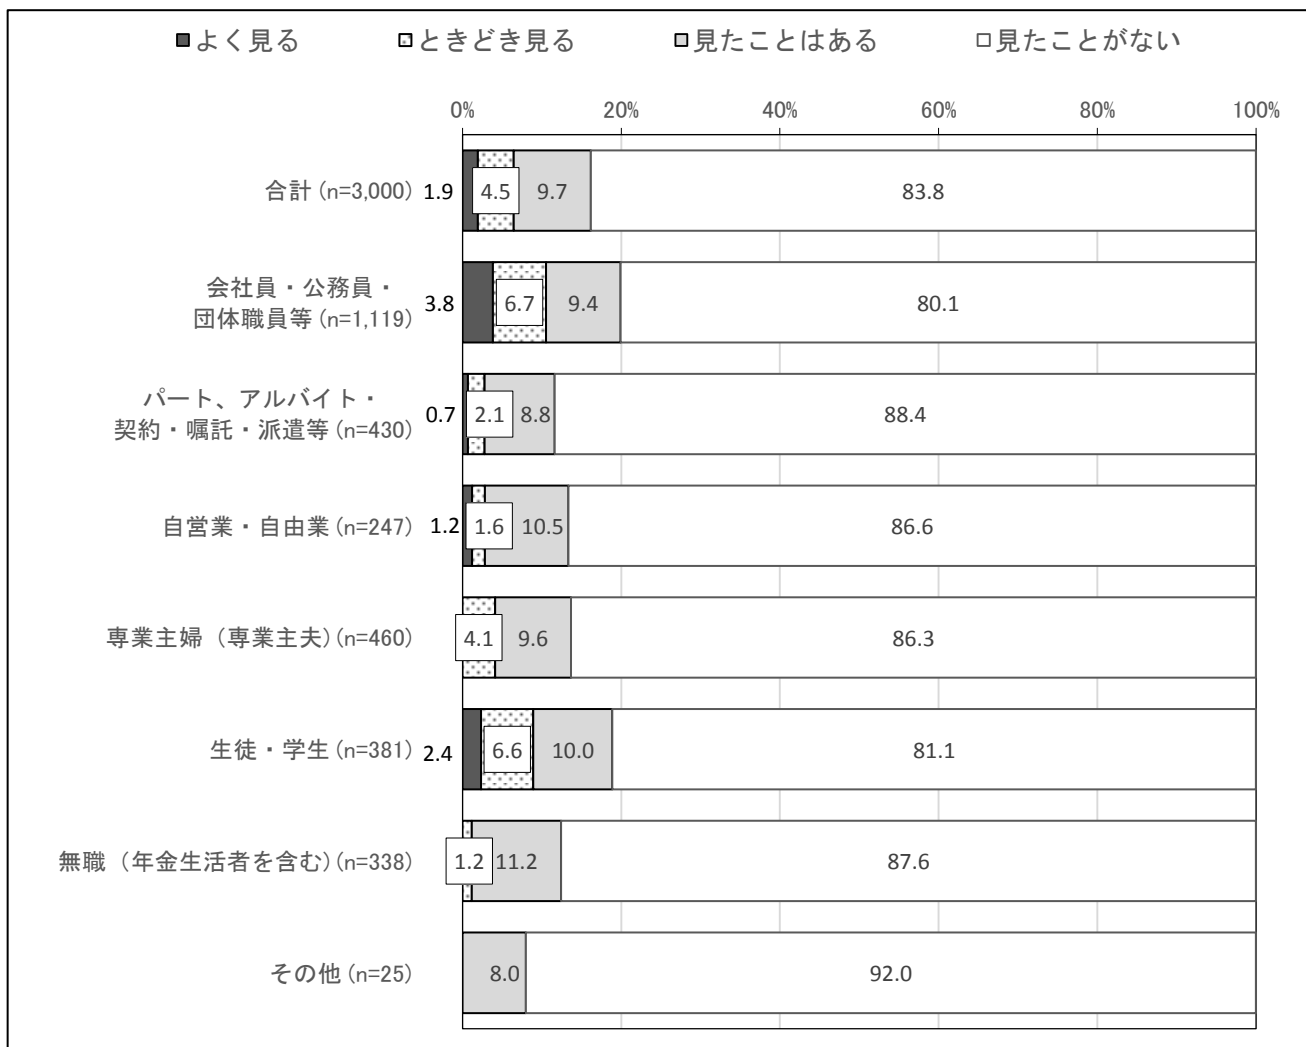 よく見る ときどき見る 見たことはある 見たことがない
0% 20% 40% 60% 80% 100%
合計 (n=3,000) 1.9 4.5 9.7 83.8
会社員・公務員・
団体職員等 (n=1,119) 3.8 6.7 9.4 80.1
パート、アルバイト・
契約・嘱託・派遣等 (n=430) 0.7 2.1 8.8 88.4
自営業・自由業 (n=247) 1.2 1.6 10.5 86.6
専業主婦（専業主夫) (n=460) 4.1 9.6 86.3
生徒・学生 (n=381) 2.4 6.6 10.0 81.1
無職（年金生活者を含む) (n=338) 1.2 11.2 87.6
その他 (n=25) 8.0 92.0